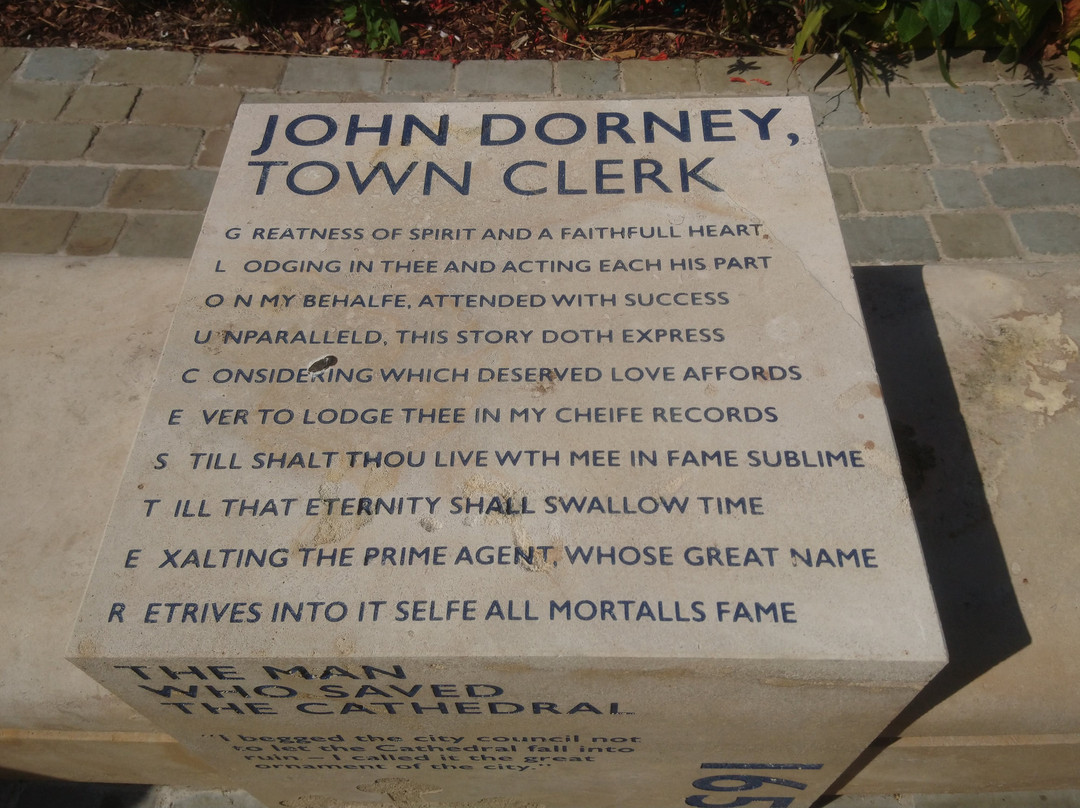 JOHN DORNEY,
TOWN CLERK
G REATNESS OF SPIRIT AND A FAITHFULL HEART
L ODGING IN THEE AND ACTING EACH HIS PART
O N MY BEHALFE, ATTENDED WITH SUCCESS
U NPARALLELD, THIS STORY DOTH EXPRESS
C ONSIDERING WHICH DESERVED LOVE AFFORDS
E VER TO LODGE THEE IN MY CHEIFE RECORDS
S TILL SHALT THOU LIVE WTH MEE IN FAME SUBLIME
T ILL THAT ETERNITY SHALL SWALLOW TIME
E XALTING THE PRIME AGENT, WHOSE GREAT NAME
R ETRIVES INTO IT SELFE ALL MORTALLS FAME
THE MAN
WHO SAVED
THE CATHEDRAL
"I begged the city council not
to let the Cathedral fall into
ruin – I called it the great
ornament of the city."
165